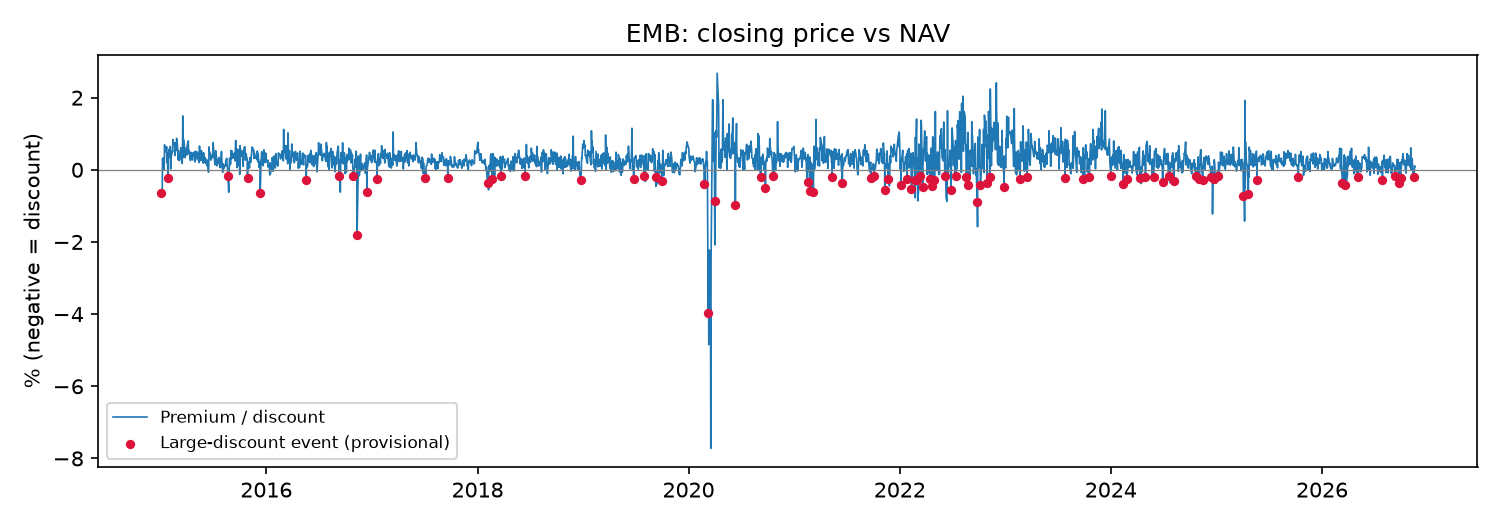 EMB: closing price vs NAV
% (negative = discount)
2
0
−2
−4
−6
−8
Premium / discount
Large-discount event (provisional)
2016 2018 2020 2022 2024 2026